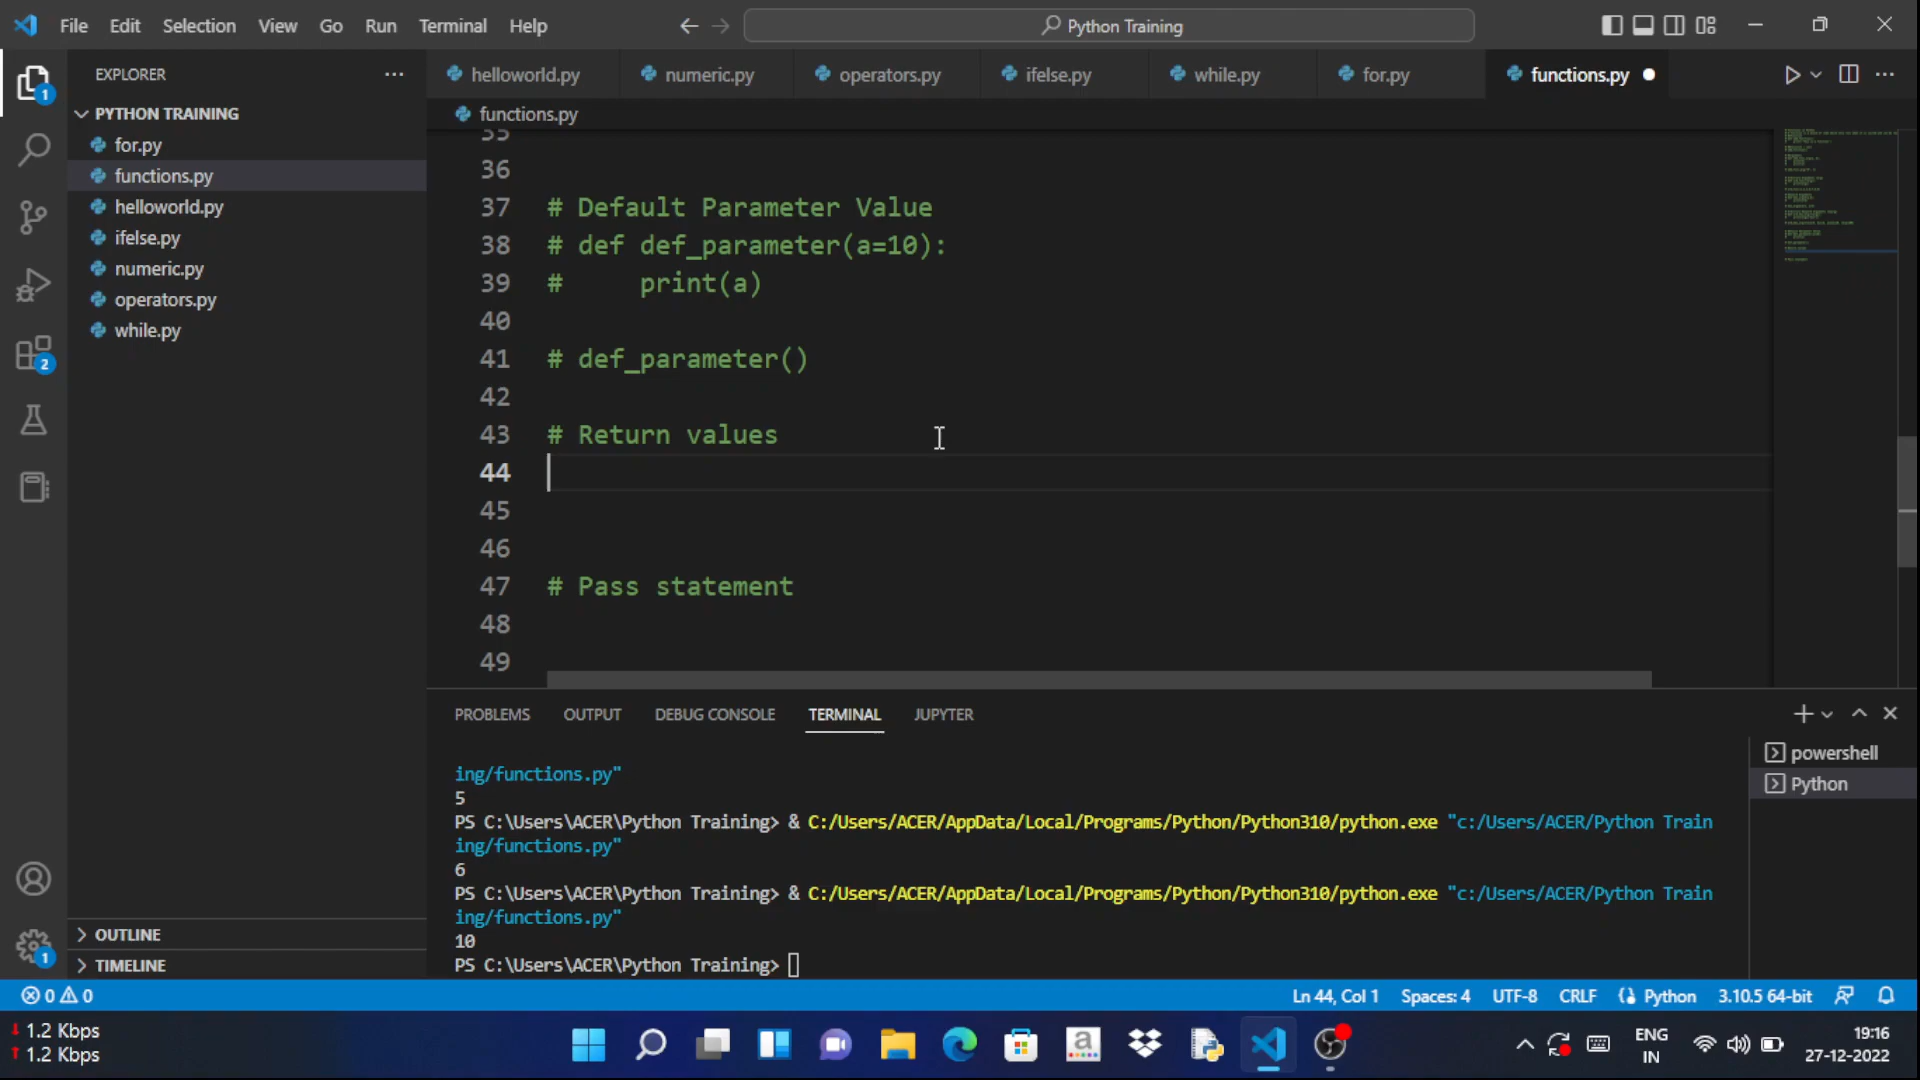 File Edit Selection View Go Run Terminal Help
Python Training
EXPLORER
PYTHON TRAINING
for.py
functions.py
helloworld.py
ifelse.py
numeric.py
operators.py
while.py
OUTLINE
TIMELINE
helloworld.py numeric.py operators.py ifelse.py while.py for.py functions.py
functions.py
35
36
37 # Default Parameter Value
38 # def def_parameter(a=10):
39 #     print(a)
40
41 # def_parameter()
42
43 # Return values
44
45
46
47 # Pass statement
48
49
PROBLEMS OUTPUT DEBUG CONSOLE TERMINAL JUPYTER
ing/functions.py"
5
PS C:\Users\ACER\Python Training> & C:/Users/ACER/AppData/Local/Programs/Python/Python310/python.exe "c:/Users/ACER/Python Train
ing/functions.py"
6
PS C:\Users\ACER\Python Training> & C:/Users/ACER/AppData/Local/Programs/Python/Python310/python.exe "c:/Users/ACER/Python Train
ing/functions.py"
10
PS C:\Users\ACER\Python Training>
powershell
Python
1
2
1
0 0
Ln 44, Col 1 Spaces: 4 UTF-8 CRLF Python 3.10.5 64-bit
1.2 Kbps
1.2 Kbps
a
ENG
IN
19:16
27-12-2022